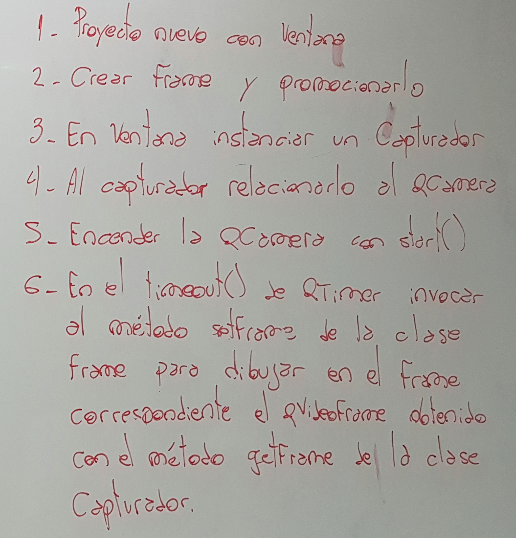 1- Proyecto nuevo con Ventana
2- Crear Frame y promocionarlo
3- En Ventana instanciar un Capturador
4- Al capturador relacionarlo al QCamera
5- Encender la QCamera con start()
6- En el timeout() de QTimer invocar
al método setFrame de la clase
Frame para dibujar en el Frame
correspondiente el QVideoFrame obtenido
con el método getFrame de la clase
Capturador.